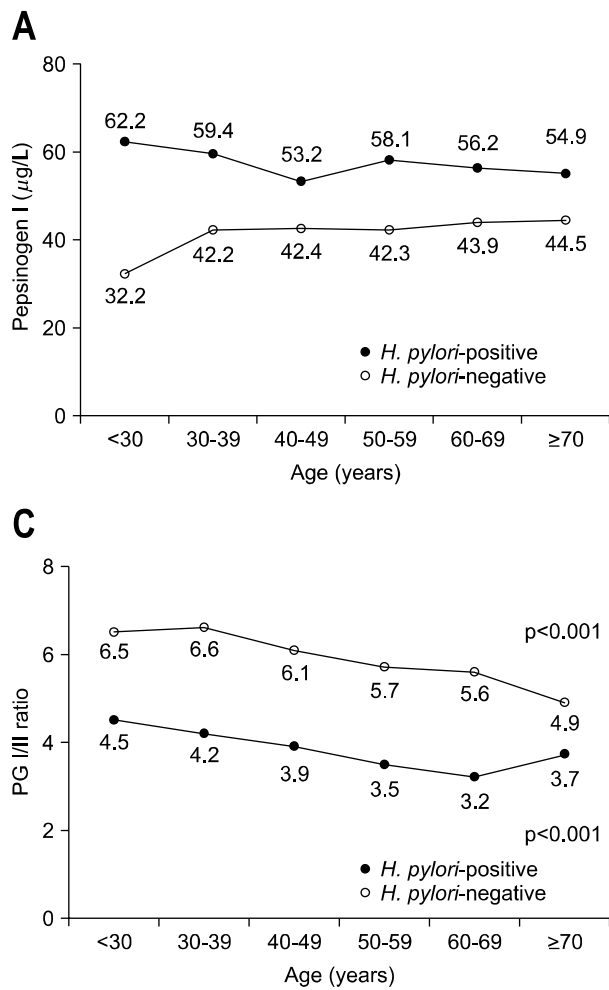 A
80
60
40
20
0
Pepsinogen I (μg/L)
62.2 59.4 53.2 58.1 56.2 54.9
32.2 42.2 42.4 42.3 43.9 44.5
H. pylori-positive
H. pylori-negative
<30 30-39 40-49 50-59 60-69 ≥70
Age (years)
C
8
6
4
2
0
PG I/II ratio
p<0.001
6.5 6.6 6.1 5.7 5.6 4.9
4.5 4.2 3.9 3.5 3.2 3.7
p<0.001
H. pylori-positive
H. pylori-negative
<30 30-39 40-49 50-59 60-69 ≥70
Age (years)